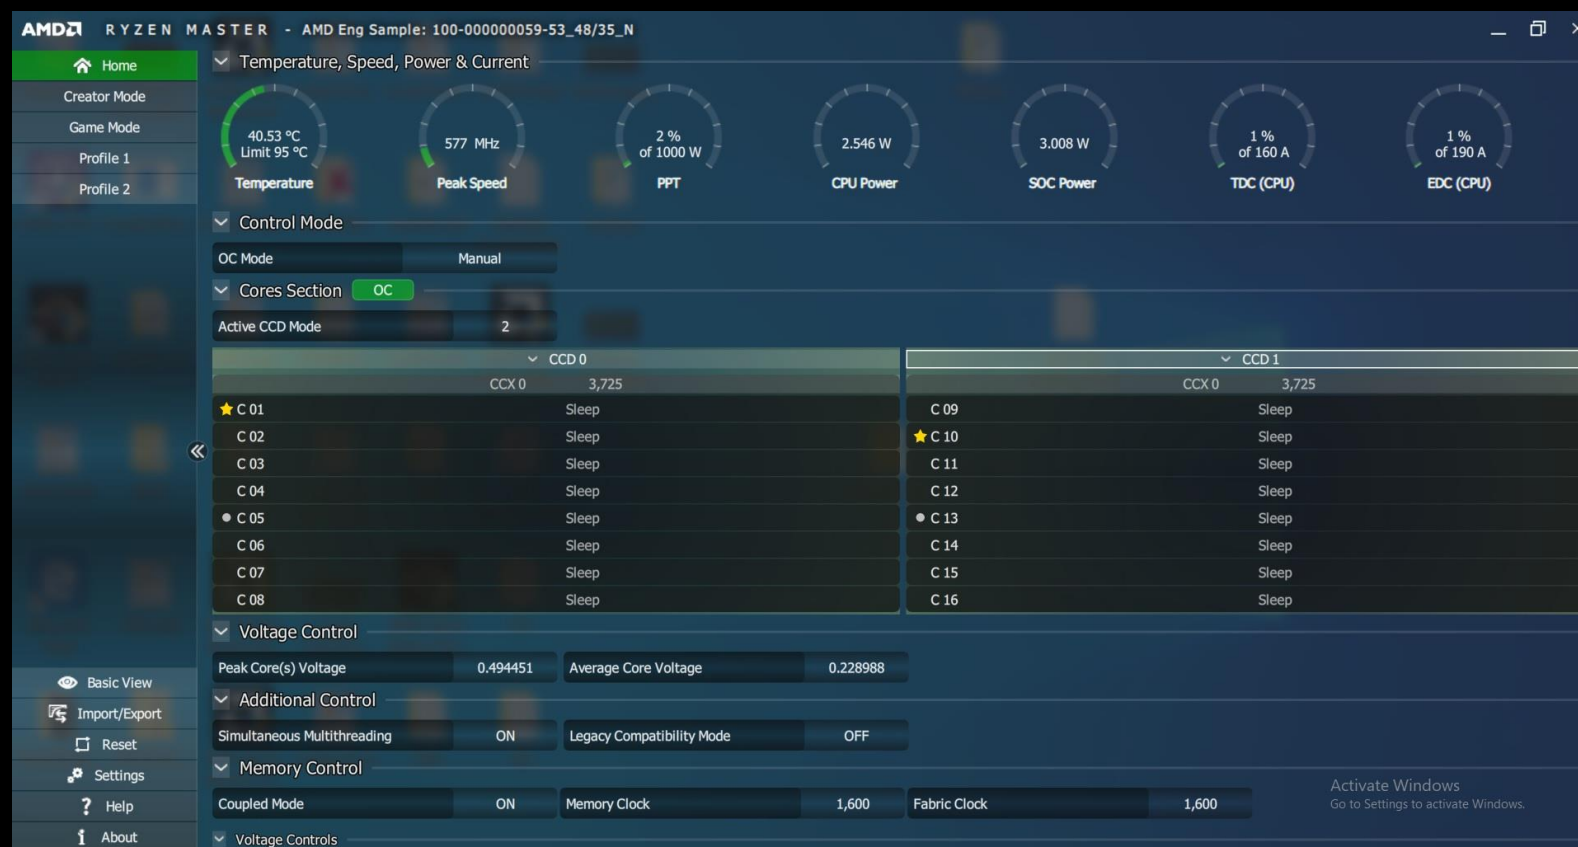 AMD RYZEN MASTER - AMD Eng Sample: 100-000000059-53_48/35_N
Home
Creator Mode
Game Mode
Profile 1
Profile 2
Temperature, Speed, Power & Current
40.53 °C
Limit 95 °C
Temperature
577 MHz
Peak Speed
2 %
of 1000 W
PPT
2.546 W
CPU Power
3.008 W
SOC Power
1 %
of 160 A
TDC (CPU)
1 %
of 190 A
EDC (CPU)
Control Mode
OC Mode Manual
Cores Section OC
Active CCD Mode 2
CCD 0
CCX 0 3,725
C 01 Sleep
C 02 Sleep
C 03 Sleep
C 04 Sleep
C 05 Sleep
C 06 Sleep
C 07 Sleep
C 08 Sleep
CCD 1
CCX 0 3,725
C 09 Sleep
C 10 Sleep
C 11 Sleep
C 12 Sleep
C 13 Sleep
C 14 Sleep
C 15 Sleep
C 16 Sleep
Voltage Control
Peak Core(s) Voltage 0.494451 Average Core Voltage 0.228988
Additional Control
Simultaneous Multithreading ON Legacy Compatibility Mode OFF
Memory Control
Coupled Mode ON Memory Clock 1,600 Fabric Clock 1,600
Voltage Controls
Basic View
Import/Export
Reset
Settings
Help
About
Activate Windows
Go to Settings to activate Windows.